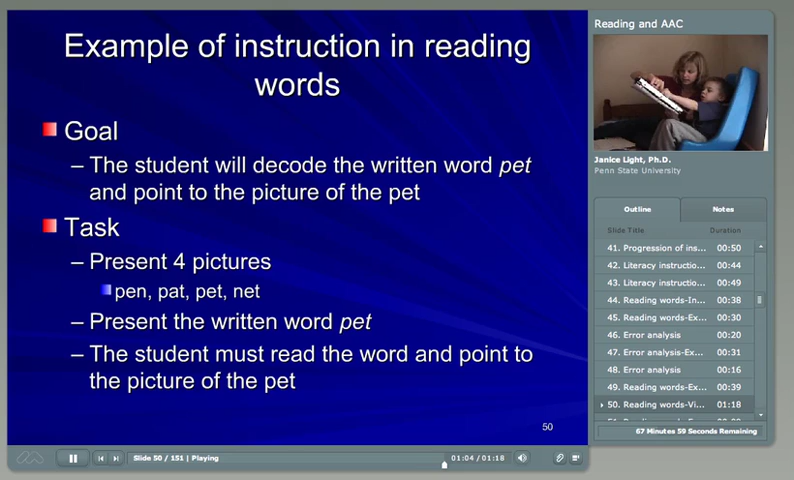 Example of instruction in reading
words
Goal
– The student will decode the written word pet
and point to the picture of the pet
Task
– Present 4 pictures
pen, pat, pet, net
– Present the written word pet
– The student must read the word and point to
the picture of the pet
50
Slide 50 / 151 | Playing
01:04 / 01:18
Reading and AAC
Janice Light, Ph.D.
Penn State University
Outline
Notes
Slide Title Duration
41. Progression of ins... 00:50
42. Literacy instructio... 00:44
43. Literacy instructio... 00:49
44. Reading words-In... 00:38
45. Reading words-Ex... 00:30
46. Error analysis 00:20
47. Error analysis-Ex... 00:31
48. Error analysis 00:16
49. Reading words-Ex... 00:39
50. Reading words-Vi... 01:18
67 Minutes 59 Seconds Remaining